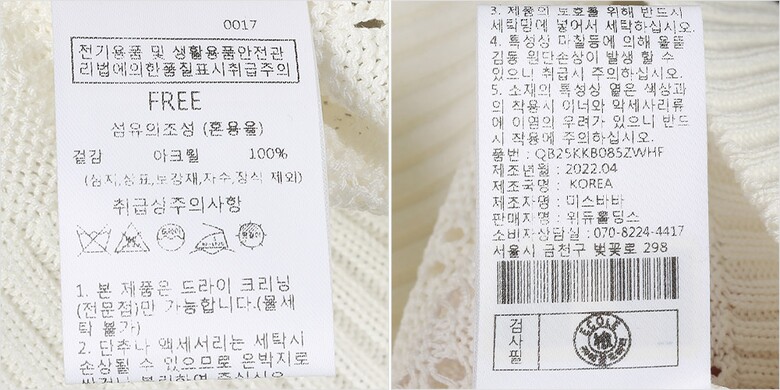 0017
전기용품 및 생활용품안전관
리법에의한품질표시취급주의
FREE
섬유의조성 (혼용율)
겉감 아크릴 100%
(심지,상표,보강재,자수,장식 제외)
취급상주의사항
1. 본 제품은 드라이 크리닝
(전문점)만 가능합니다.(물세
탁 불가)
2. 단추나 액세서리는 세탁시
손상될 수 있으므로 은박지로
3. 제품의 보호를 위해 반드시
세탁망에 넣어서 세탁하십시오.
4. 특성상 마찰등에 의해 올뜯
김등 원단손상이 발생 할 수
있으니 취급시 주의하십시오.
5. 소재의 특성상 옅은 색상과
의 착용시 이너와 악세사리류
에 이염의 우려가 있으니 반드
시 착용에 주의하십시오.
품번 : QB25KKB085ZWHF
제조년월 : 2022.04
제조국명 : KOREA
제조자명 : 미스바바
판매자명 : 위듀홀딩스
소비자상담실 : 070-8224-4417
서울시 금천구 벚꽃로 298
검사필
ECOLE